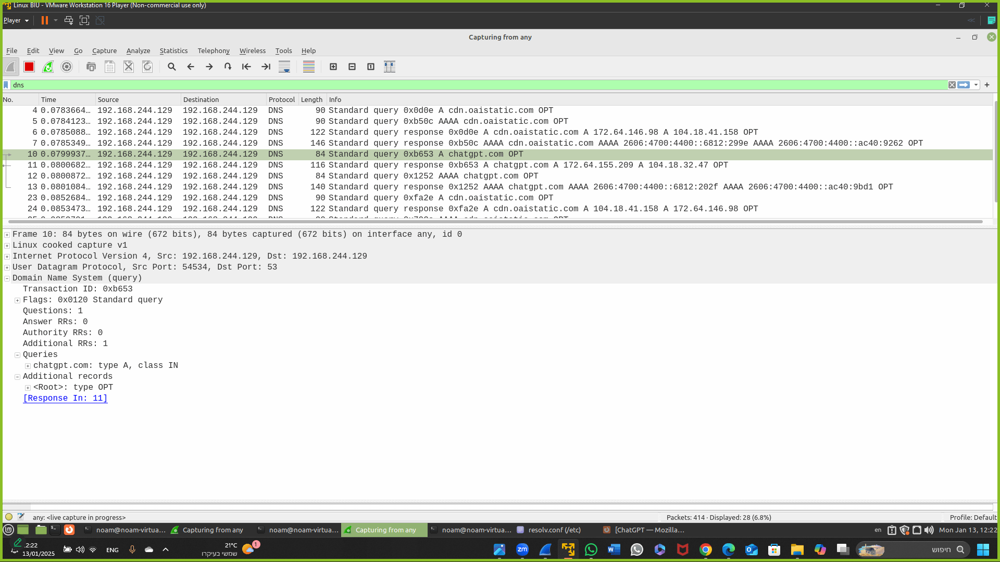 Linux BIU - VMware Workstation 16 Player (Non-commercial use only)
Player
Capturing from any
File Edit View Go Capture Analyze Statistics Telephony Wireless Tools Help
dns
No. Time Source Destination Protocol Length Info
4 0.0783664… 192.168.244.129 192.168.244.129 DNS 90 Standard query 0x0d0e A cdn.oaistatic.com OPT
5 0.0784123… 192.168.244.129 192.168.244.129 DNS 90 Standard query 0xb50c AAAA cdn.oaistatic.com OPT
6 0.0785088… 192.168.244.129 192.168.244.129 DNS 122 Standard query response 0x0d0e A cdn.oaistatic.com A 172.64.146.98 A 104.18.41.158 OPT
7 0.0785349… 192.168.244.129 192.168.244.129 DNS 146 Standard query response 0xb50c AAAA cdn.oaistatic.com AAAA 2606:4700:4400::6812:299e AAAA 2606:4700:4400::ac40:9262 OPT
10 0.0799937… 192.168.244.129 192.168.244.129 DNS 84 Standard query 0xb653 A chatgpt.com OPT
11 0.0800682… 192.168.244.129 192.168.244.129 DNS 116 Standard query response 0xb653 A chatgpt.com A 172.64.155.209 A 104.18.32.47 OPT
12 0.0800872… 192.168.244.129 192.168.244.129 DNS 84 Standard query 0x1252 AAAA chatgpt.com OPT
13 0.0801084… 192.168.244.129 192.168.244.129 DNS 140 Standard query response 0x1252 AAAA chatgpt.com AAAA 2606:4700:4400::6812:202f AAAA 2606:4700:4400::ac40:9bd1 OPT
23 0.0852684… 192.168.244.129 192.168.244.129 DNS 90 Standard query 0xfa2e A cdn.oaistatic.com OPT
24 0.0853473… 192.168.244.129 192.168.244.129 DNS 122 Standard query response 0xfa2e A cdn.oaistatic.com A 104.18.41.158 A 172.64.146.98 OPT
Frame 10: 84 bytes on wire (672 bits), 84 bytes captured (672 bits) on interface any, id 0
Linux cooked capture v1
Internet Protocol Version 4, Src: 192.168.244.129, Dst: 192.168.244.129
User Datagram Protocol, Src Port: 54534, Dst Port: 53
Domain Name System (query)
Transaction ID: 0xb653
Flags: 0x0120 Standard query
Questions: 1
Answer RRs: 0
Authority RRs: 0
Additional RRs: 1
Queries
chatgpt.com: type A, class IN
Additional records
<Root>: type OPT
[Response In: 11]
any: <live capture in progress> Packets: 414 · Displayed: 28 (6.8%) Profile: Default
noam@noam-virtua… Capturing from any noam@noam-virtua… Capturing from any noam@noam-virtua… resolv.conf (/etc) [ChatGPT — Mozilla… en Mon Jan 13, 12:22
21°C 1
ENG zm חיפוש
13/01/2025 שמשי בעיקרו